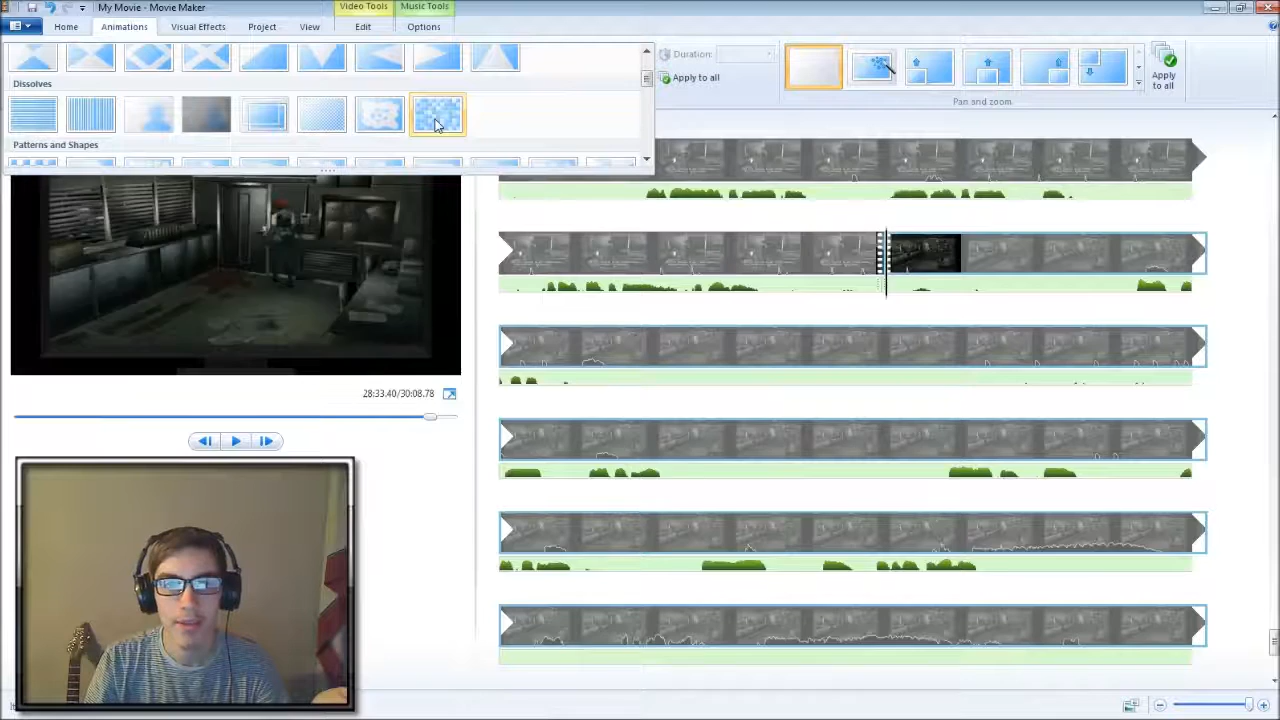 My Movie - Movie Maker
Video Tools
Music Tools
Home
Animations
Visual Effects
Project
View
Edit
Options
Dissolves
Patterns and Shapes
Duration:
Apply to all
Pan and zoom
Apply
to all
28:33.40/30:08.78